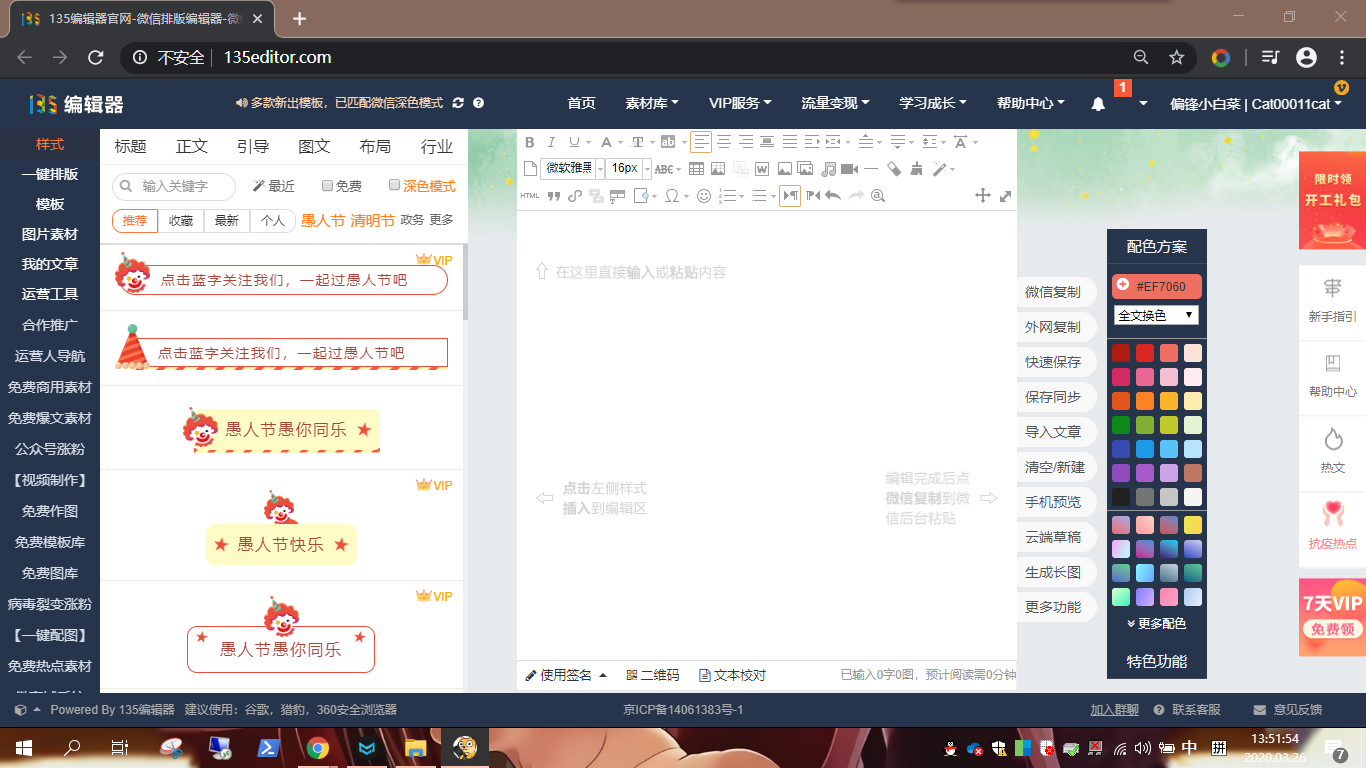 135编辑器官网-微信排版编辑器-微信
不安全 | 135editor.com
135 编辑器
多款新出模板，已匹配微信深色模式
首页 素材库 VIP服务 流量变现 学习成长 帮助中心 1 偏锋小白菜 | Cat00011cat
样式
一键排版
模板
图片素材
我的文章
运营工具
合作推广
运营人导航
免费商用素材
免费爆文素材
公众号涨粉
【视频制作】
免费作图
免费模板库
免费图库
病毒裂变涨粉
【一键配图】
免费热点素材
标题 正文 引导 图文 布局 行业
输入关键字 最近 免费 深色模式
推荐 收藏 最新 个人 愚人节 清明节 政务 更多
VIP
点击蓝字关注我们，一起过愚人节吧
点击蓝字关注我们，一起过愚人节吧
愚人节愚你同乐
VIP
愚人节快乐
VIP
愚人节愚你同乐
B I U A T ab
微软雅黑 16px ABC W
HTML
在这里直接输入或粘贴内容
点击左侧样式
插入到编辑区
编辑完成后点
微信复制到微
信后台粘贴
使用签名 二维码 文本校对 已输入0字0图，预计阅读需0分钟
微信复制
外网复制
快速保存
保存同步
导入文章
清空/新建
手机预览
云端草稿
生成长图
更多功能
配色方案
#EF7060
全文换色
更多配色
特色功能
限时领
开工礼包
新手指引
帮助中心
热文
抗疫热点
7天VIP
免费领
Powered By 135编辑器 建议使用：谷歌，猎豹，360安全浏览器
京ICP备14061383号-1
加入群聊 联系客服 意见反馈
中 拼
13:51:54
2020.03.26
7